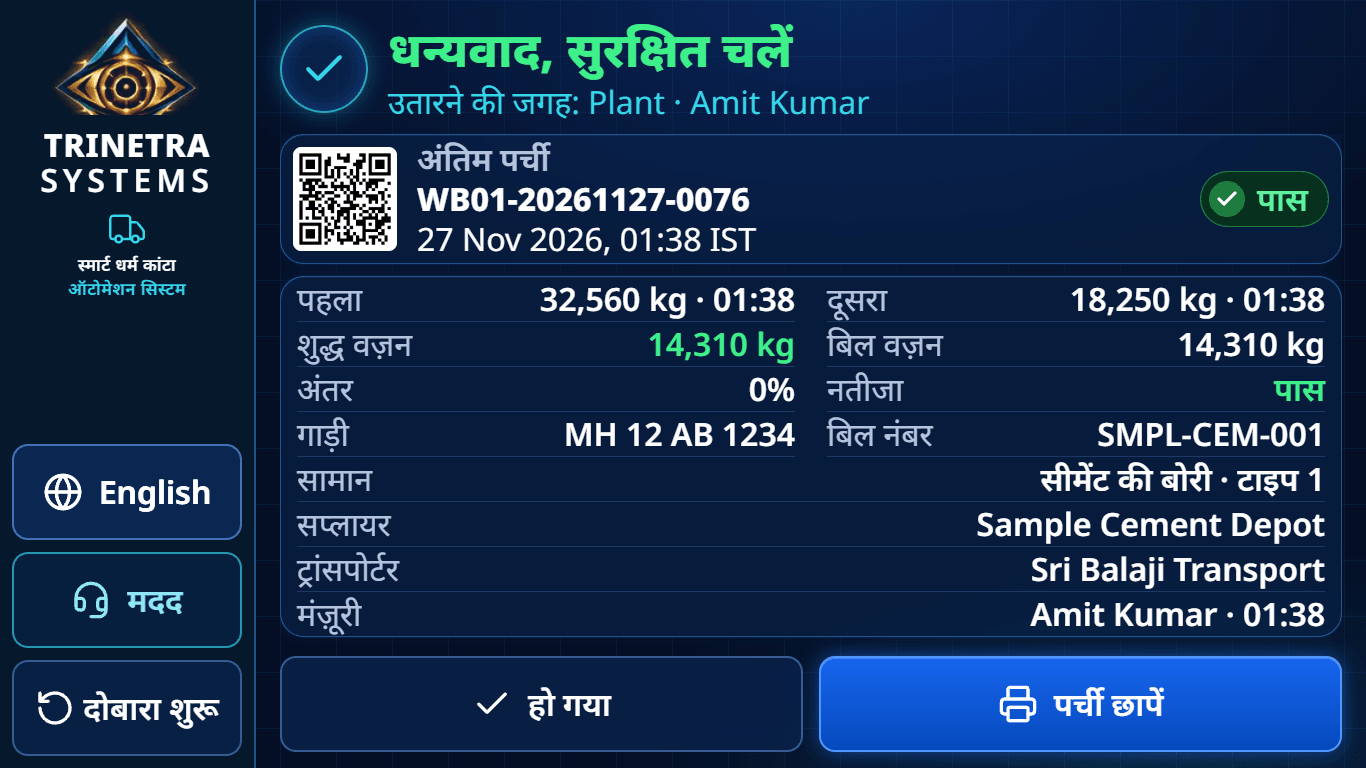 TRINETRA
SYSTEMS
स्मार्ट धर्म कांटा
ऑटोमेशन सिस्टम
English
मदद
दोबारा शुरू
धन्यवाद, सुरक्षित चलें
उतारने की जगह: Plant · Amit Kumar
अंतिम पर्ची
WB01-20261127-0076
27 Nov 2026, 01:38 IST
पास
पहला 32,560 kg · 01:38
दूसरा 18,250 kg · 01:38
शुद्ध वज़न 14,310 kg
बिल वज़न 14,310 kg
अंतर 0%
नतीजा पास
गाड़ी MH 12 AB 1234
बिल नंबर SMPL-CEM-001
सामान सीमेंट की बोरी · टाइप 1
सप्लायर Sample Cement Depot
ट्रांसपोर्टर Sri Balaji Transport
मंज़ूरी Amit Kumar · 01:38
हो गया
पर्ची छापें